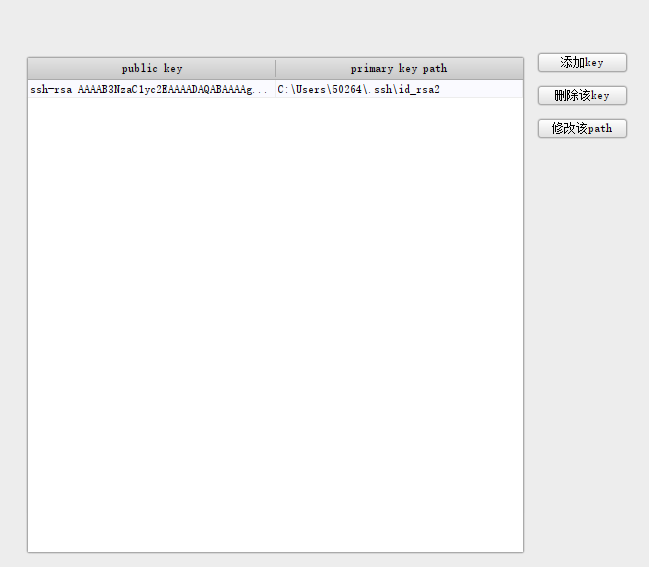 public key primary key path
ssh-rsa AAAAB3NzaC1yc2EAAAADAQABAAAAg... C:\Users\50264\.ssh\id_rsa2
添加key
删除该key
修改该path